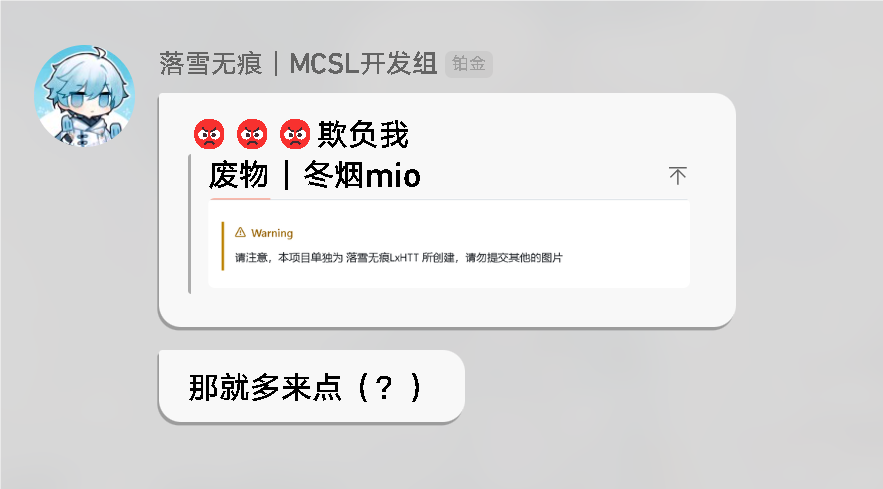 落雪无痕｜MCSL开发组 铂金
😡😡😡欺负我
废物｜冬烟mio
Warning
请注意，本项目单独为 落雪无痕LxHTT 所创建，请勿提交其他的图片
那就多来点（？）